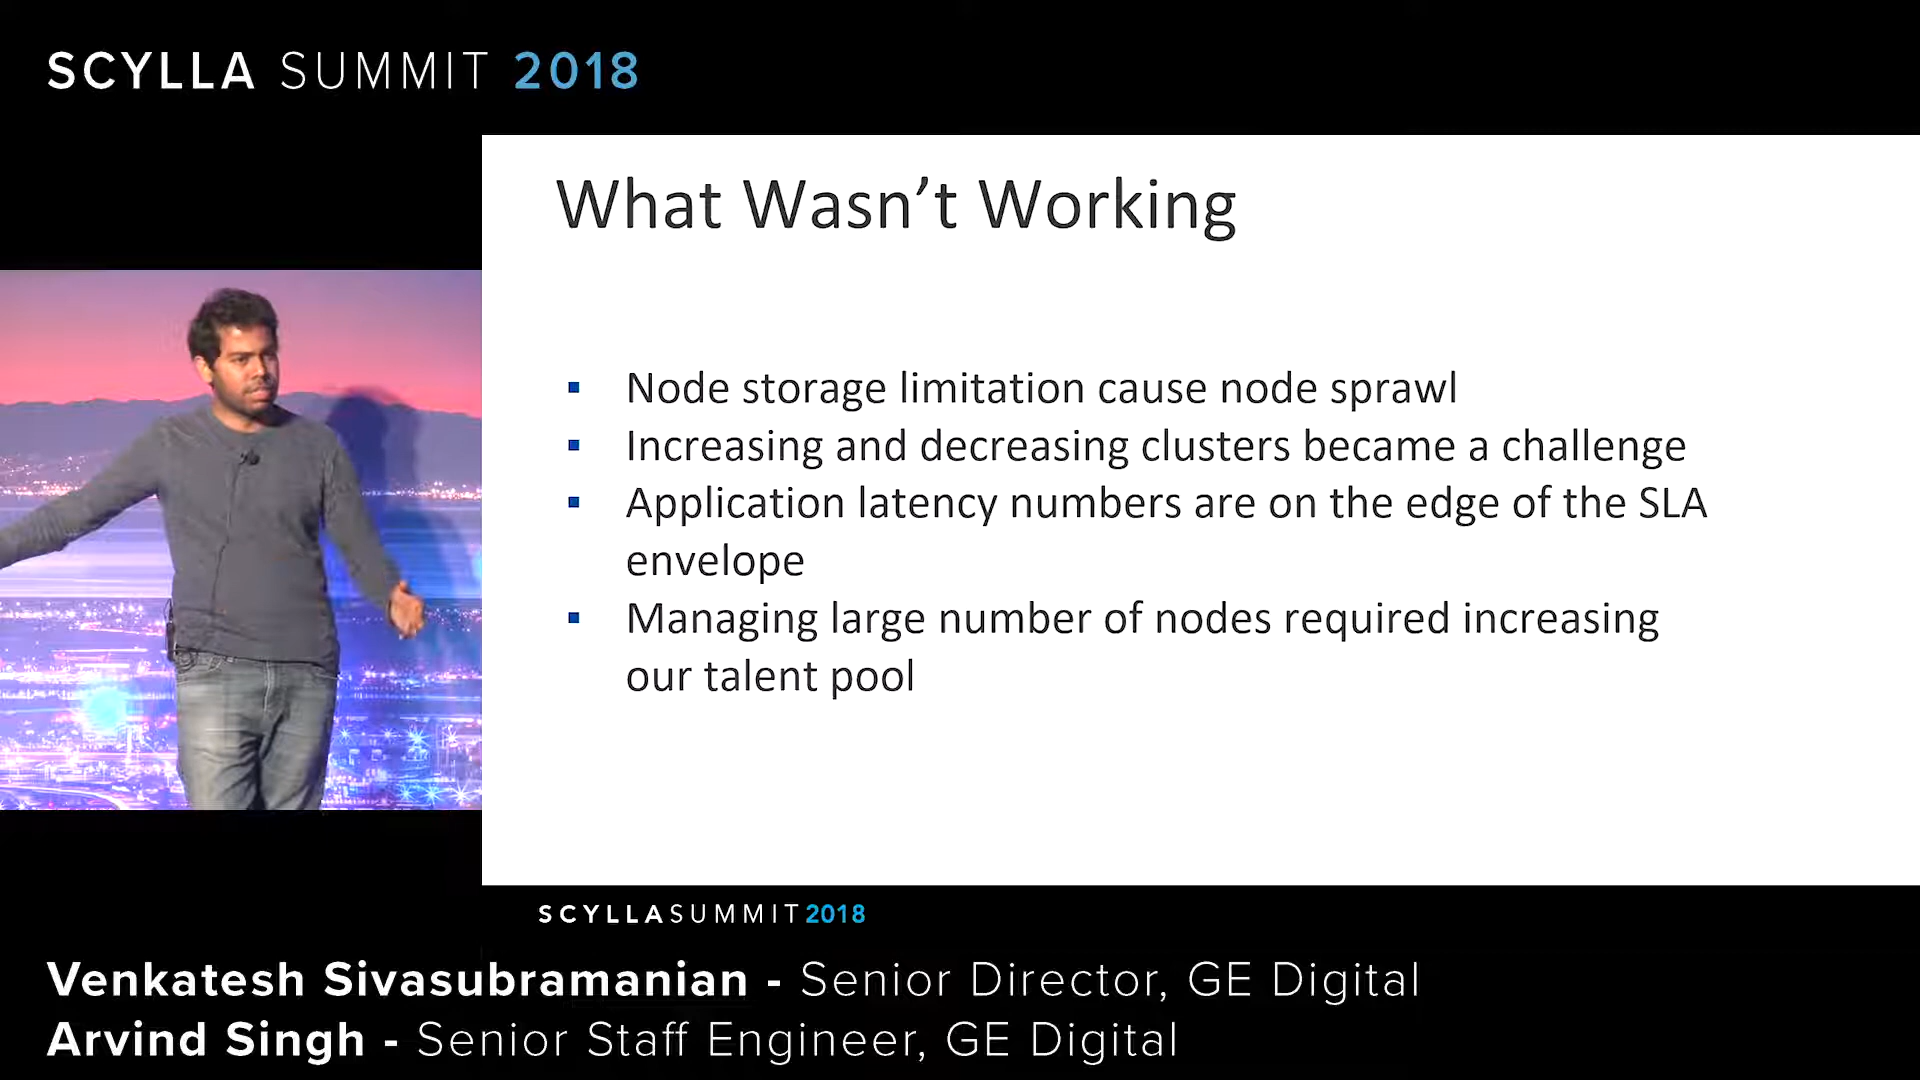 SCYLLA SUMMIT 2018
What Wasn’t Working
▪ Node storage limitation cause node sprawl
▪ Increasing and decreasing clusters became a challenge
▪ Application latency numbers are on the edge of the SLA
envelope
▪ Managing large number of nodes required increasing
our talent pool
SCYLLASUMMIT2018
Venkatesh Sivasubramanian - Senior Director, GE Digital
Arvind Singh - Senior Staff Engineer, GE Digital